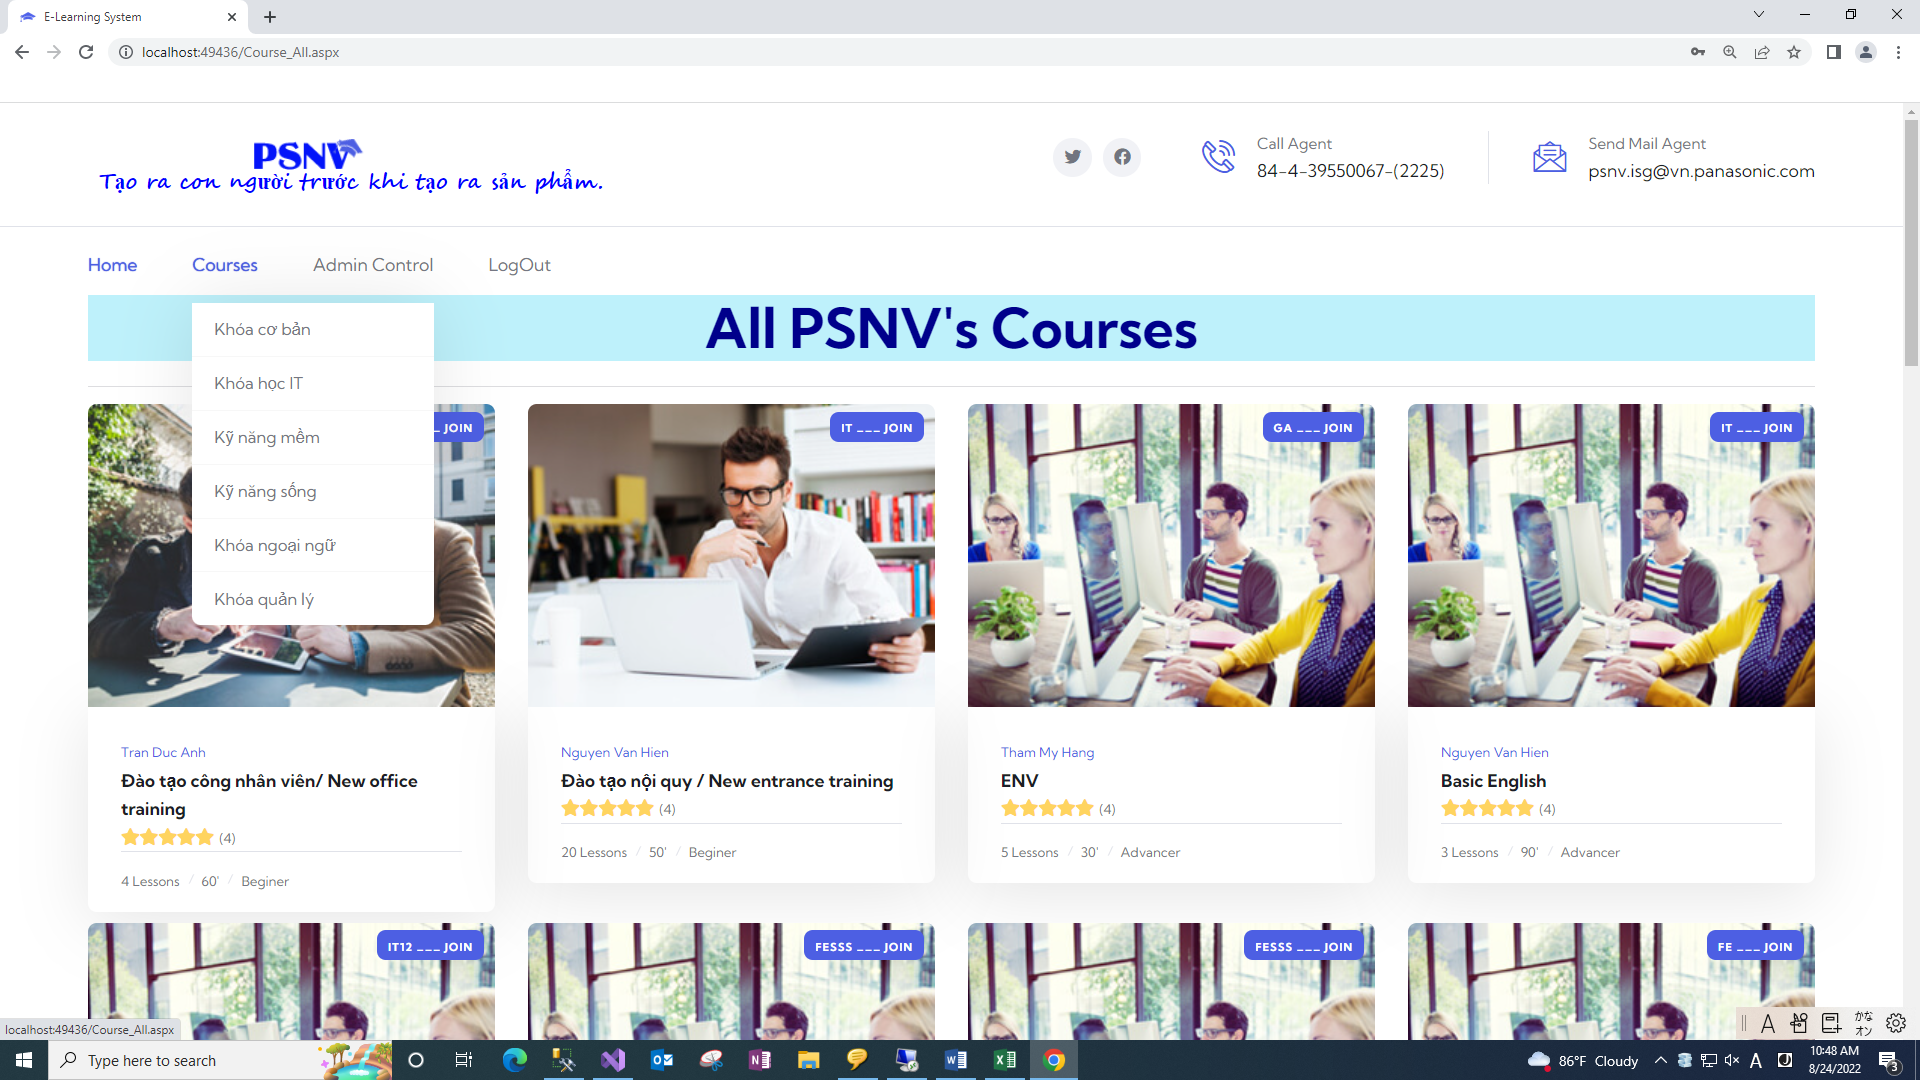 E-Learning System
localhost:49436/Course_All.aspx
PSNV
Tạo ra con người trước khi tạo ra sản phẩm.
Call Agent
84-4-39550067-(2225)
Send Mail Agent
psnv.isg@vn.panasonic.com
Home Courses Admin Control LogOut
All PSNV's Courses
Khóa cơ bản
Khóa học IT
Kỹ năng mềm
Kỹ năng sống
Khóa ngoại ngữ
Khóa quản lý
_ JOIN
IT ___ JOIN
GA ___ JOIN
IT ___ JOIN
Tran Duc Anh
Đào tạo công nhân viên/ New office
training
(4)
4 Lessons / 60' / Beginer
Nguyen Van Hien
Đào tạo nội quy / New entrance training
(4)
20 Lessons / 50' / Beginer
Tham My Hang
ENV
(4)
5 Lessons / 30' / Advancer
Nguyen Van Hien
Basic English
(4)
3 Lessons / 90' / Advancer
IT12 ___ JOIN
FESSS ___ JOIN
FESSS ___ JOIN
FE ___ JOIN
localhost:49436/Course_All.aspx
A
かな
オン
Type here to search
86°F Cloudy
A
10:48 AM
8/24/2022
3